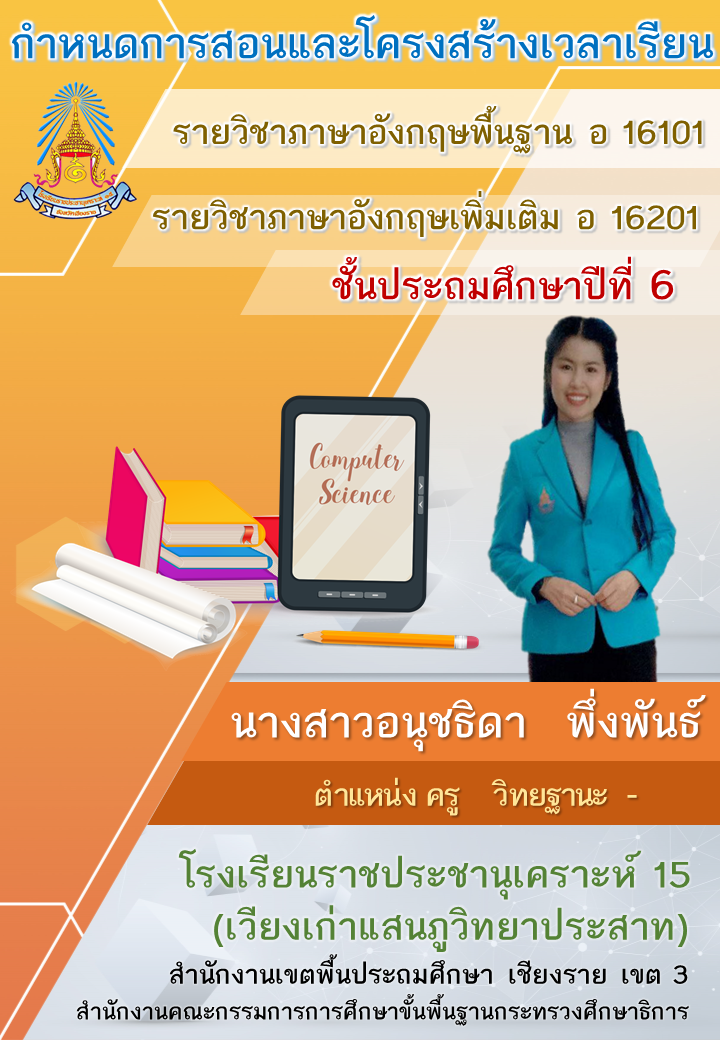 กำหนดการสอนและโครงสร้างเวลาเรียน
รายวิชาภาษาอังกฤษพื้นฐาน อ 16101
รายวิชาภาษาอังกฤษเพิ่มเติม อ 16201
ชั้นประถมศึกษาปีที่ 6
Computer
Science
นางสาวอนุชธิดา พึ่งพันธ์
ตำแหน่ง ครู วิทยฐานะ -
โรงเรียนราชประชานุเคราะห์ 15
(เวียงเก่าแสนภูวิทยาประสาท)
สำนักงานเขตพื้นประถมศึกษา เชียงราย เขต 3
สำนักงานคณะกรรมการการศึกษาขั้นพื้นฐานกระทรวงศึกษาธิการ